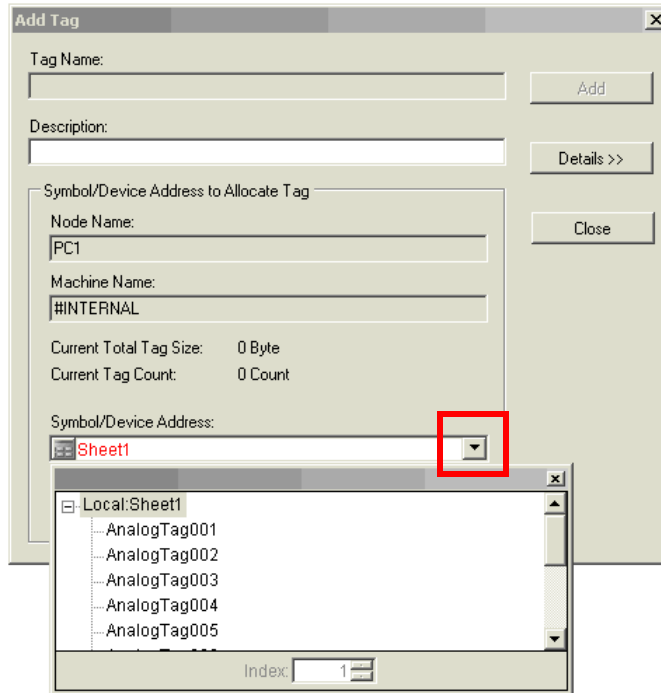 Add Tag
Tag Name:
Add
Description:
Details >>
Symbol/Device Address to Allocate Tag
Node Name:
Close
PC1
Machine Name:
#INTERNAL
Current Total Tag Size: 0 Byte
Current Tag Count: 0 Count
Symbol/Device Address:
Sheet1
Local:Sheet1
AnalogTag001
AnalogTag002
AnalogTag003
AnalogTag004
AnalogTag005
Index: 1